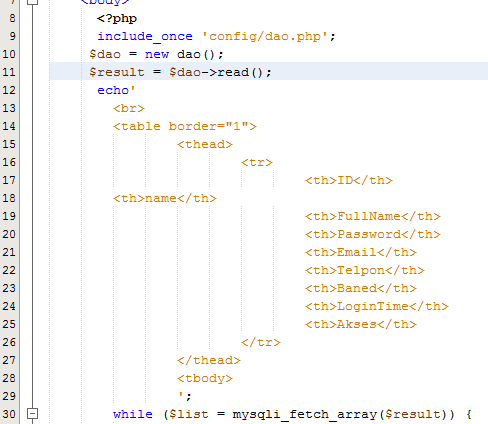 7 <body>
8 <?php
9 include_once 'config/dao.php';
10 $dao = new dao();
11 $result = $dao->read();
12 echo'
13 <br>
14 <table border="1">
15 <thead>
16 <tr>
17 <th>ID</th>
18 <th>name</th>
19 <th>FullName</th>
20 <th>Password</th>
21 <th>Email</th>
22 <th>Telpon</th>
23 <th>Baned</th>
24 <th>LoginTime</th>
25 <th>Akses</th>
26 </tr>
27 </thead>
28 <tbody>
29 ';
30 while ($list = mysqli_fetch_array($result)) {